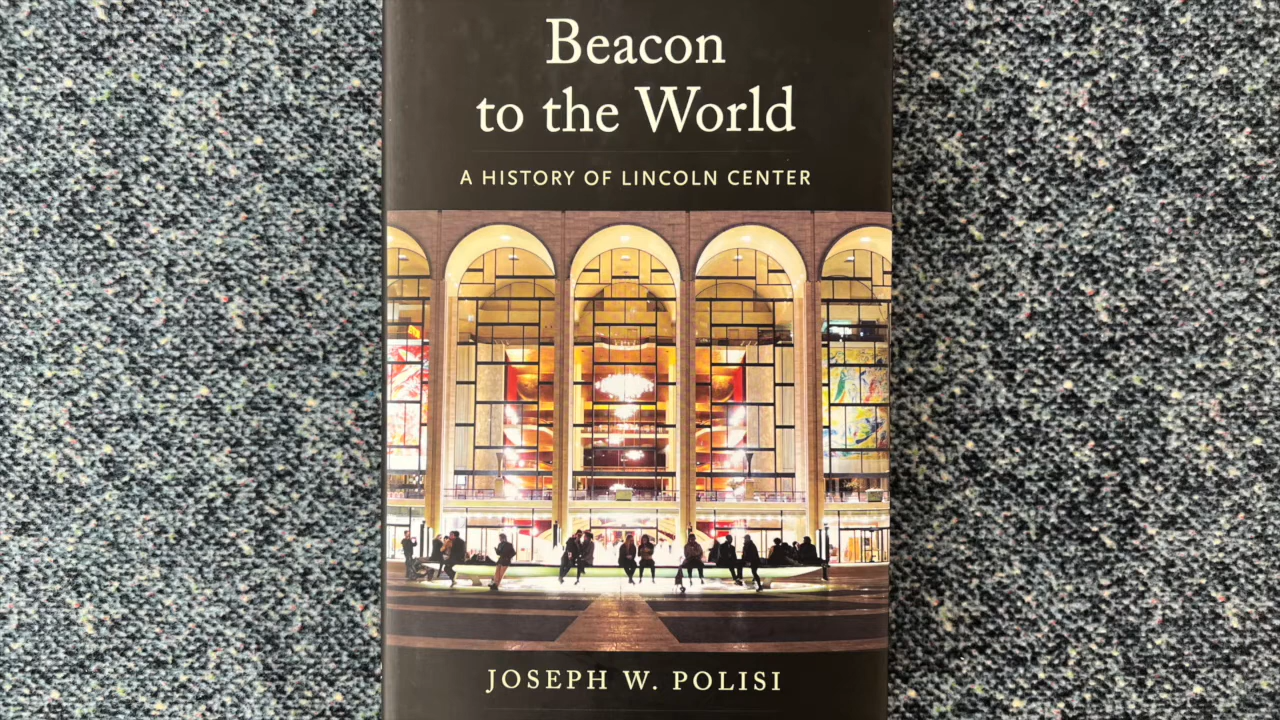 Beacon
to the World
A HISTORY OF LINCOLN CENTER
JOSEPH W. POLISI